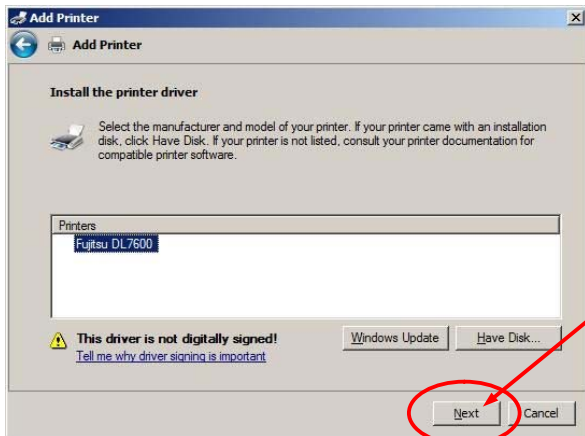 Add Printer
Add Printer
Install the printer driver
Select the manufacturer and model of your printer. If your printer came with an installation
disk, click Have Disk. If your printer is not listed, consult your printer documentation for
compatible printer software.
Printers
Fujitsu DL7600
This driver is not digitally signed!
Tell me why driver signing is important
Windows Update
Have Disk...
Next
Cancel